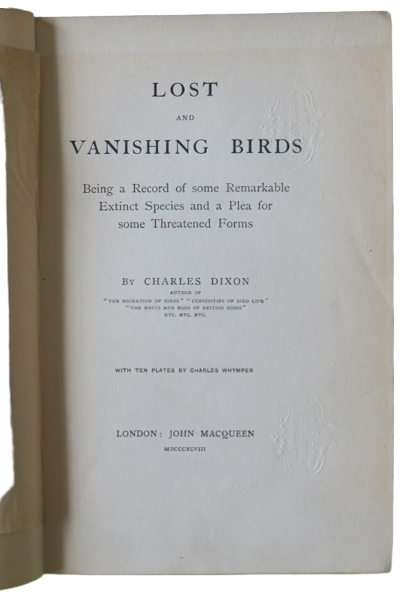 LOST
AND
VANISHING BIRDS
Being a Record of some Remarkable
Extinct Species and a Plea for
some Threatened Forms
BY CHARLES DIXON
AUTHOR OF
"THE MIGRATION OF BIRDS" "CURIOSITIES OF BIRD LIFE"
"THE NESTS AND EGGS OF BRITISH BIRDS"
ETC. ETC. ETC.
WITH TEN PLATES BY CHARLES WHYMPER
LONDON: JOHN MACQUEEN
MDCCCXCVIII